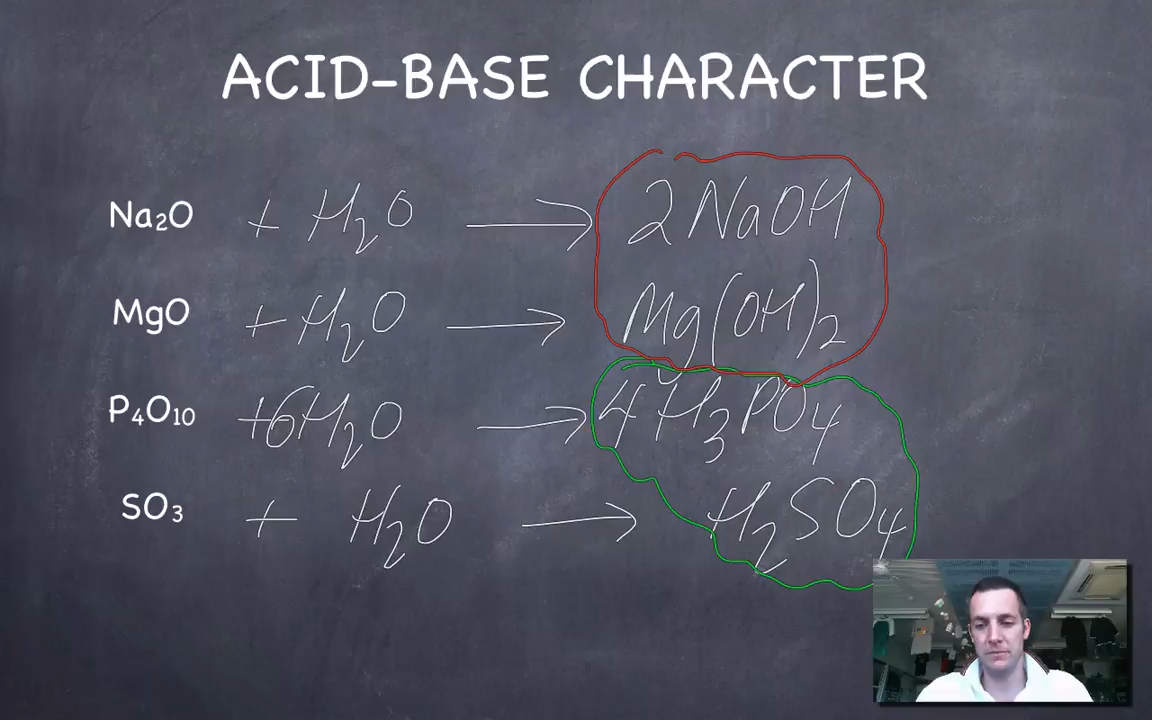 ACID-BASE CHARACTER
Na₂O + H₂O → 2NaOH
MgO + H₂O → Mg(OH)₂
P₄O₁₀ +6H₂O → 4H₃PO₄
SO₃ + H₂O → H₂SO₄